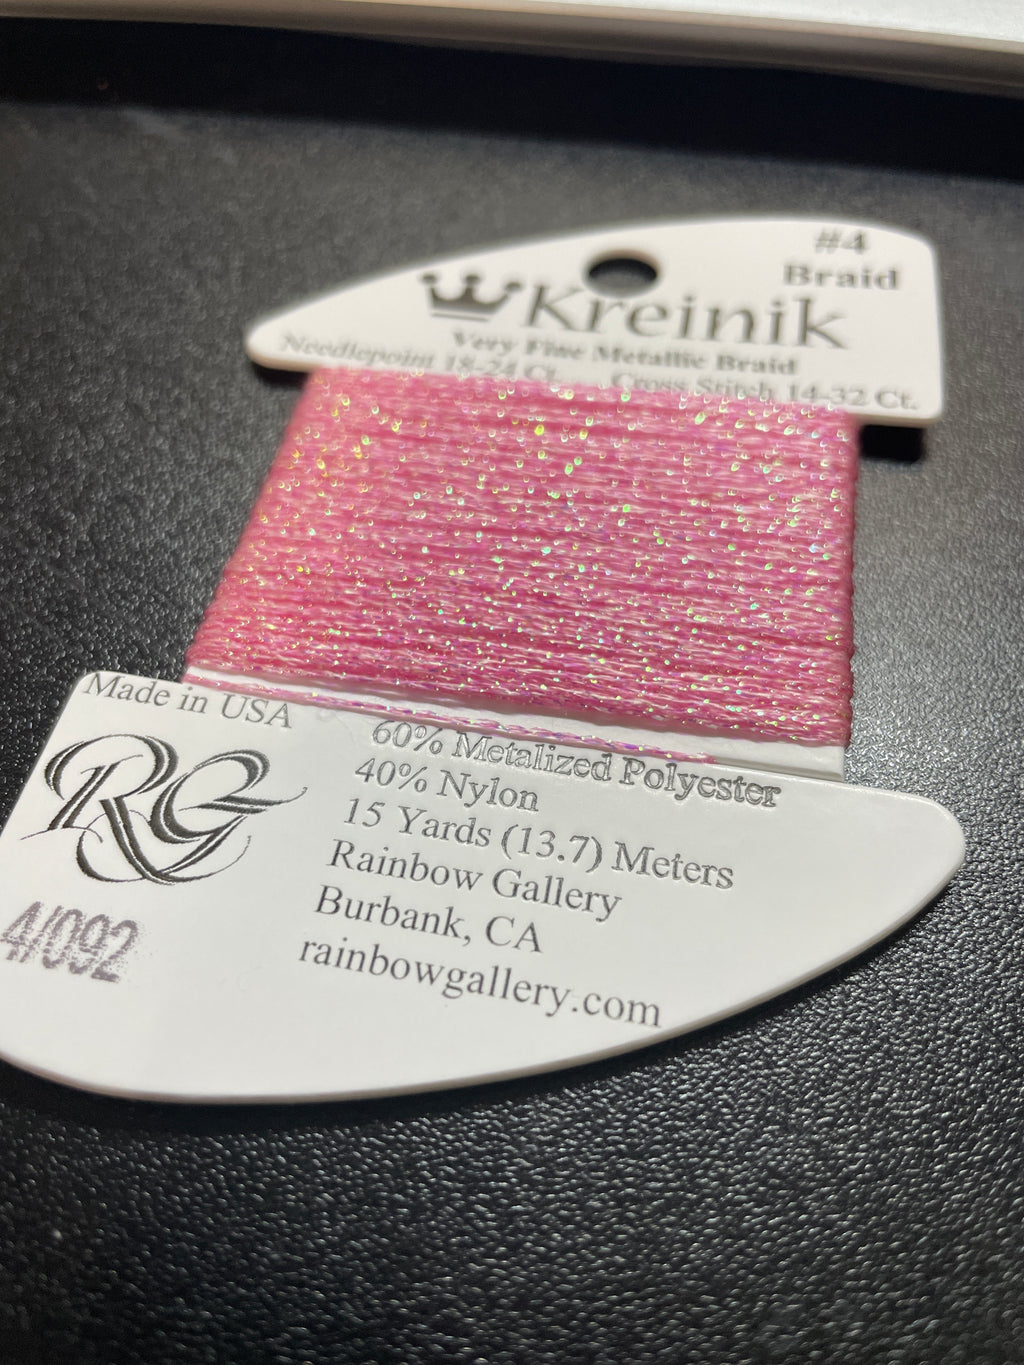 #4
Braid
Kreinik
Very Fine Metallic Braid
Needlepoint 18-24 Ct. Cross Stitch 14-32 Ct.
Made in USA
RG
60% Metalized Polyester
40% Nylon
15 Yards (13.7) Meters
Rainbow Gallery
Burbank, CA
rainbowgallery.com
4/092